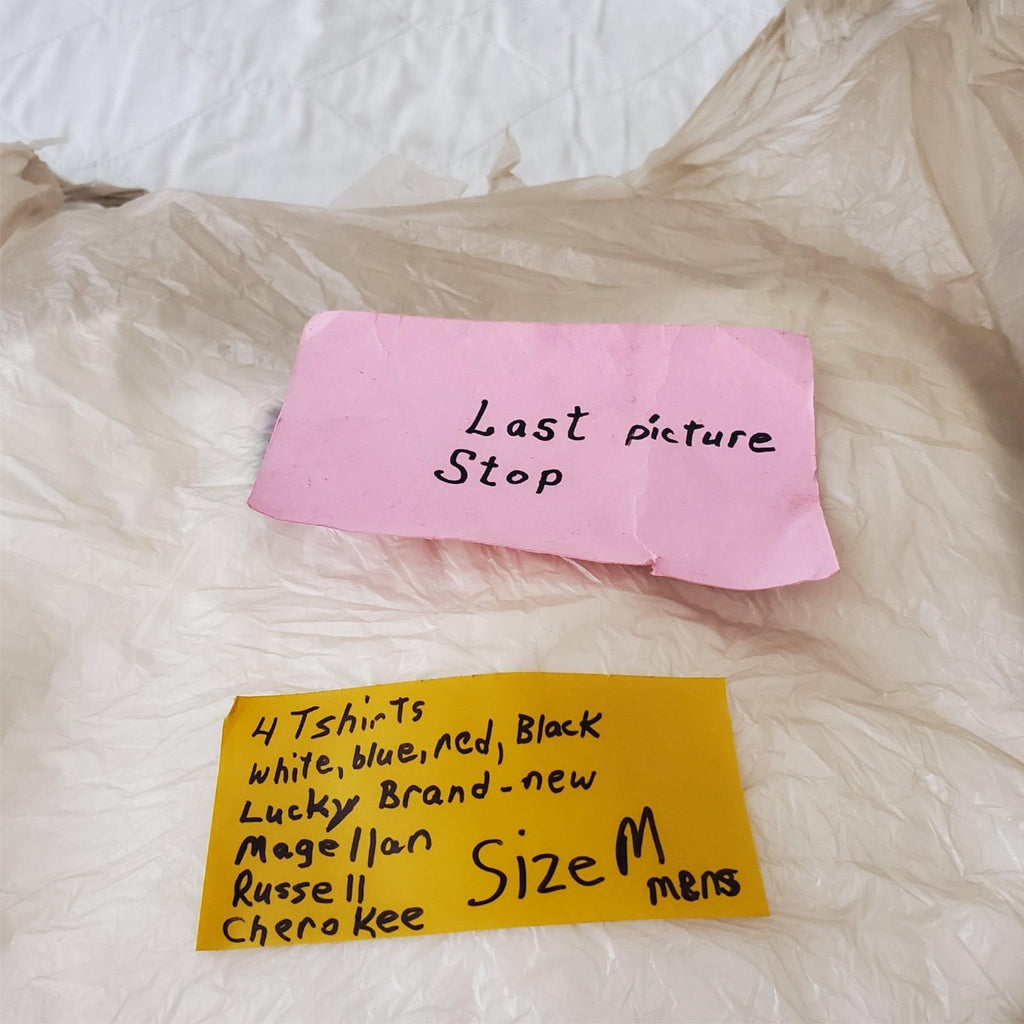 Last picture
Stop
4 Tshirts
white, blue, red, Black
Lucky Brand-new
Magellan
Russell
Cherokee
Size M
mens